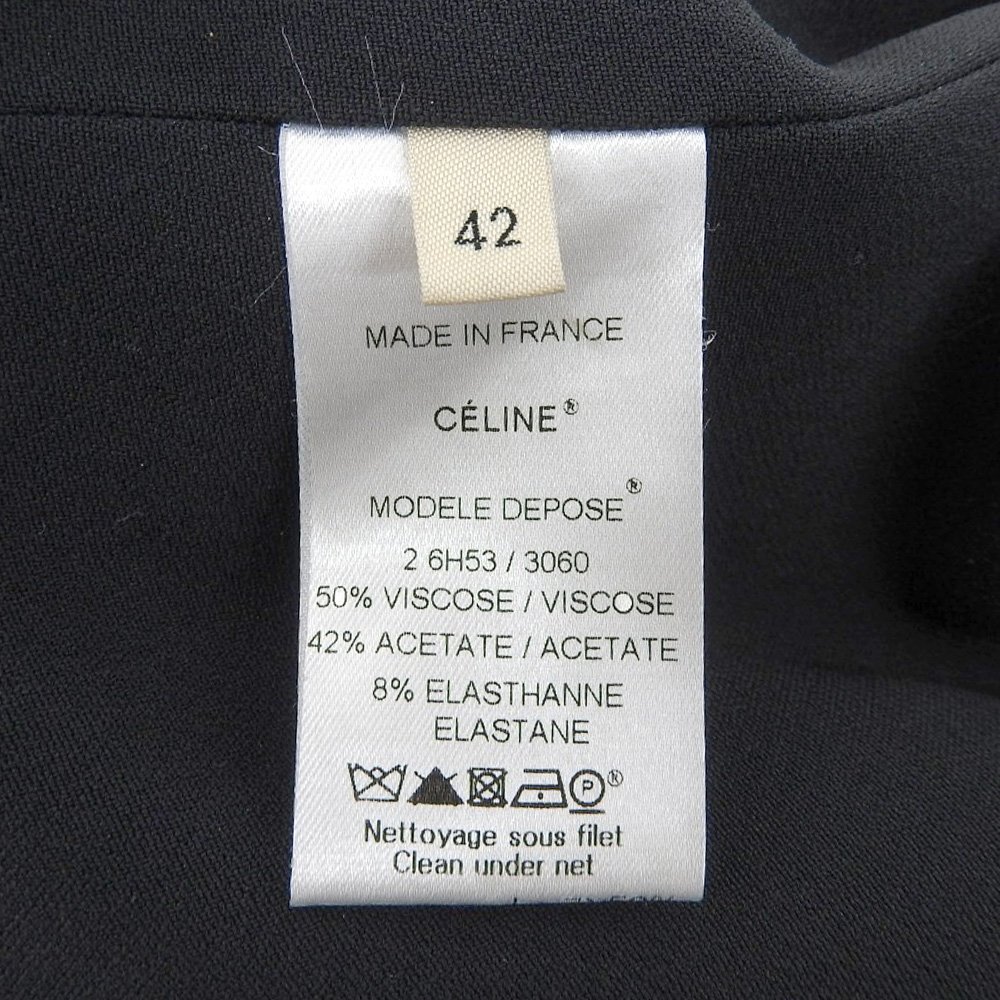 42
MADE IN FRANCE
CÉLINE®
MODELE DEPOSE®
2 6H53 / 3060
50% VISCOSE / VISCOSE
42% ACETATE / ACETATE
8% ELASTHANNE
ELASTANE
P®
Nettoyage sous filet
Clean under net